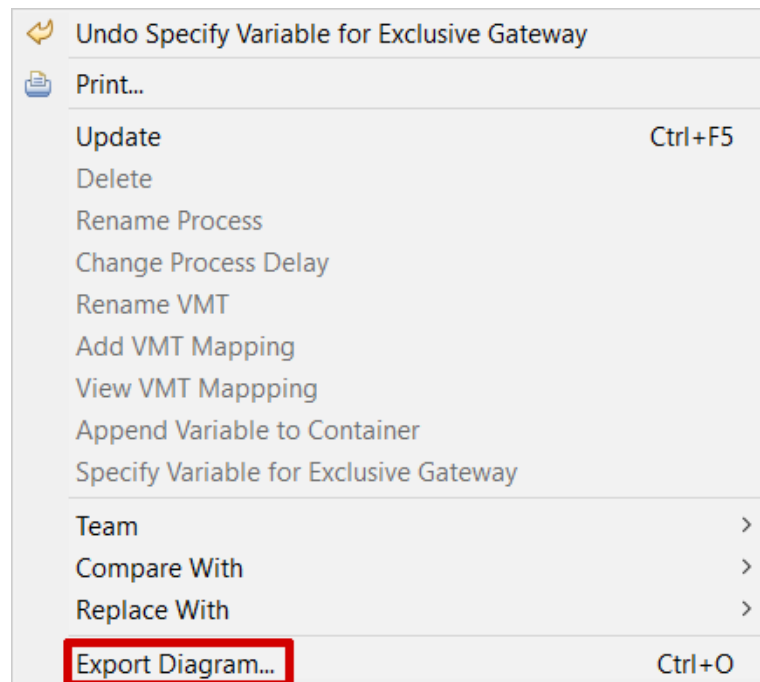 Undo Specify Variable for Exclusive Gateway
Print...
Update Ctrl+F5
Delete
Rename Process
Change Process Delay
Rename VMT
Add VMT Mapping
View VMT Mappping
Append Variable to Container
Specify Variable for Exclusive Gateway
Team
Compare With
Replace With
Export Diagram... Ctrl+O